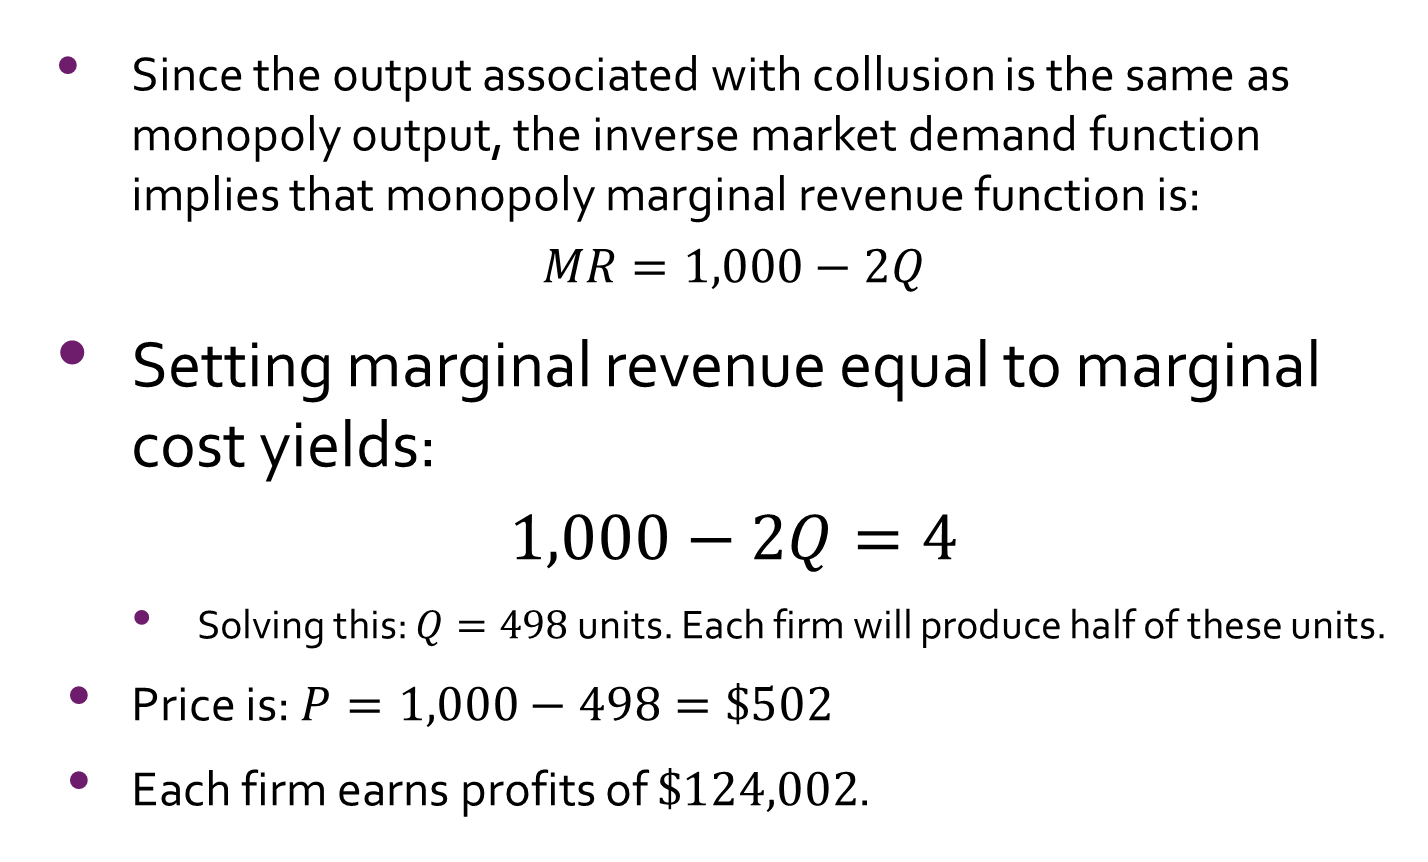 • Since the output associated with collusion is the same as
monopoly output, the inverse market demand function
implies that monopoly marginal revenue function is:
MR = 1,000 − 2Q
• Setting marginal revenue equal to marginal
cost yields:
1,000 − 2Q = 4
• Solving this: Q = 498 units. Each firm will produce half of these units.
• Price is: P = 1,000 − 498 = $502
• Each firm earns profits of $124,002.